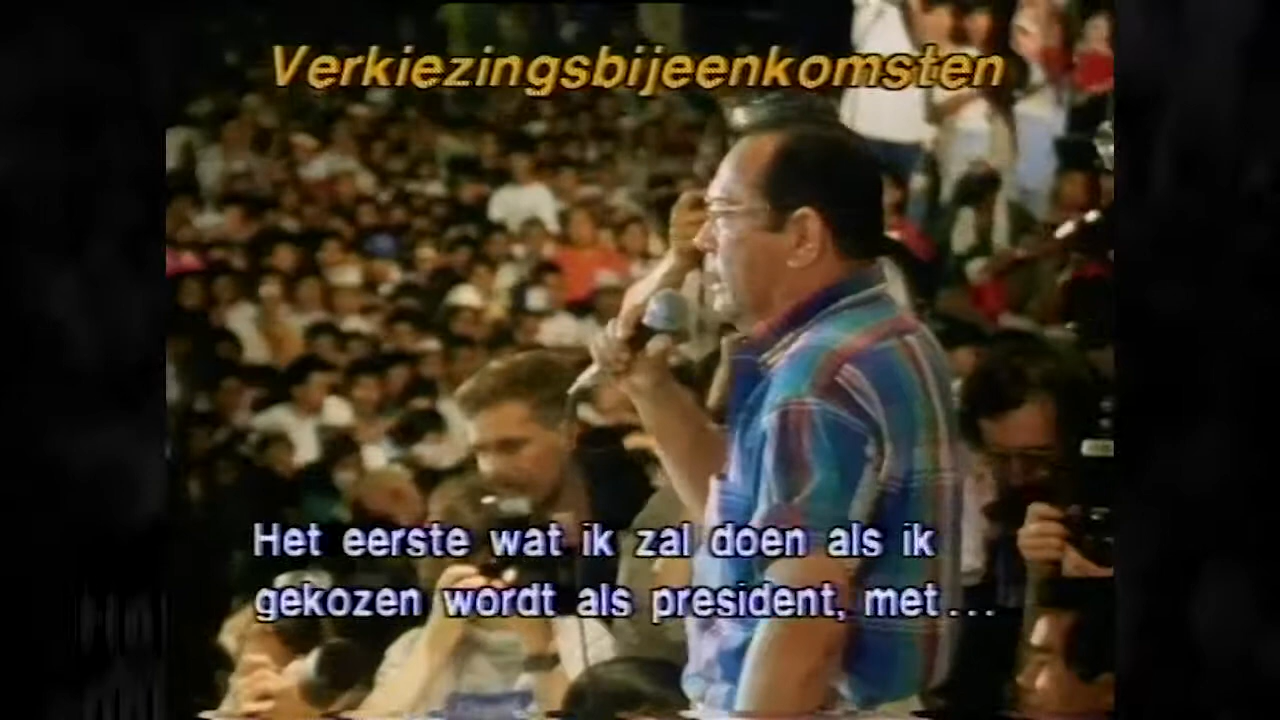 Verkiezingsbijeenkomsten
Het eerste wat ik zal doen als ik
gekozen wordt als president, met...